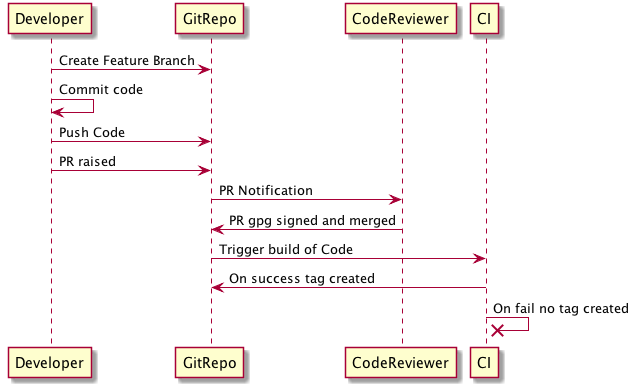 Developer GitRepo CodeReviewer CI
Create Feature Branch
Commit code
Push Code
PR raised
PR Notification
PR gpg signed and merged
Trigger build of Code
On success tag created
On fail no tag created
Developer GitRepo CodeReviewer CI